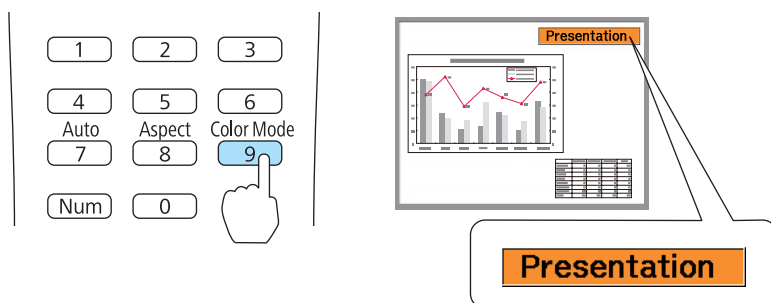 1 2 3
4 5 6
Auto Aspect Color Mode
7 8 9
Num 0
Presentation
Presentation